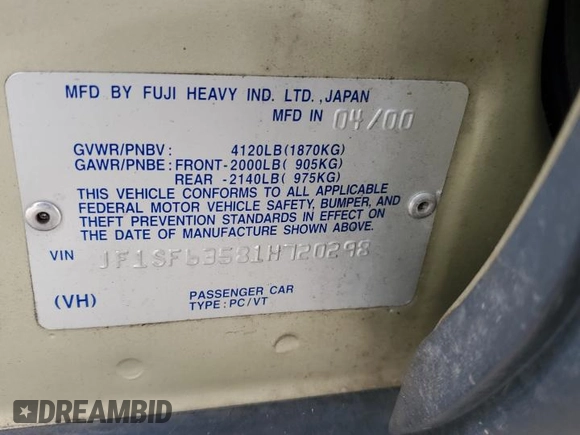 MFD BY FUJI HEAVY IND. LTD., JAPAN
MFD IN 04/00
GVWR/PNBV: 4120LB(1870KG)
GAWR/PNBE: FRONT-2000LB( 905KG)
REAR -2140LB( 975KG)
THIS VEHICLE CONFORMS TO ALL APPLICABLE
FEDERAL MOTOR VEHICLE SAFETY, BUMPER, AND
THEFT PREVENTION STANDARDS IN EFFECT ON
THE DATE OF MANUFACTURE SHOWN ABOVE.
VIN JF1SF63581H720298
(VH) PASSENGER CAR
TYPE: PC/VT
DREAMBID